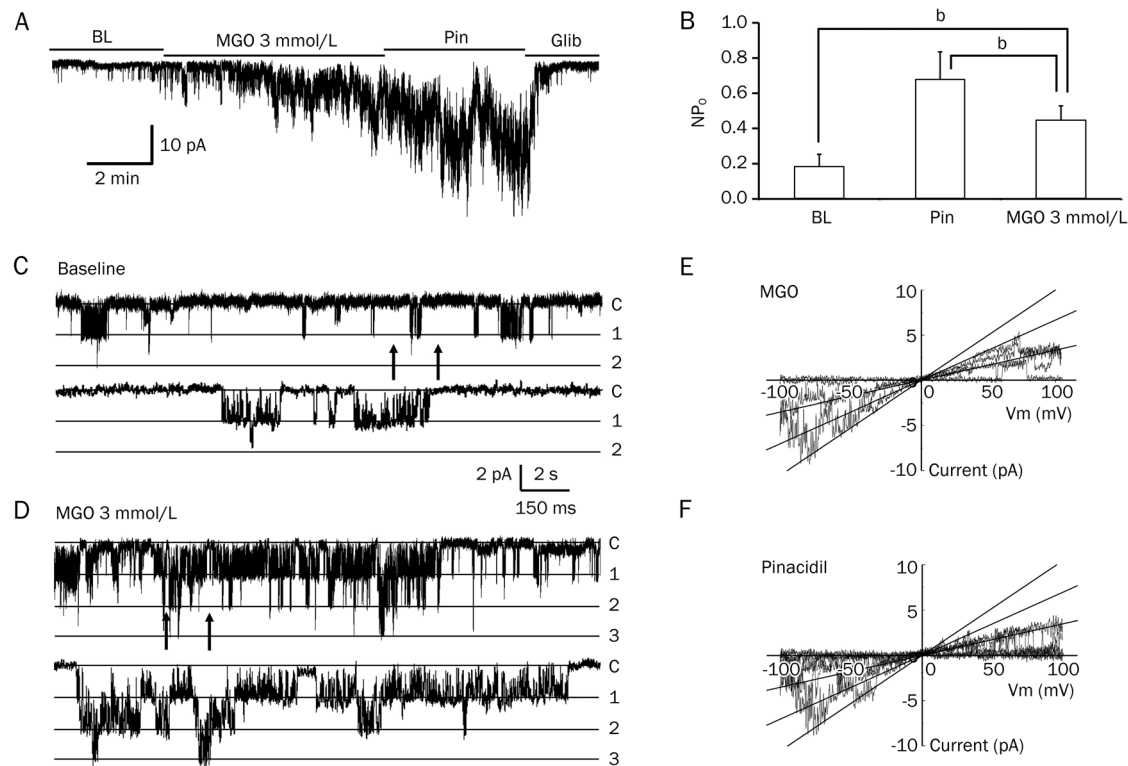 A
BL MGO 3 mmol/L Pin Glib
10 pA
2 min
B
b
b
1.0
0.8
0.6
0.4
0.2
0.0
NP0
BL Pin MGO 3 mmol/L
C
Baseline
C
1
2
C
1
2
2 pA 2 s
150 ms
D
MGO 3 mmol/L
C
1
2
3
C
1
2
3
E
MGO
10
5
0
-100 -50 0 50 100
Vm (mV)
-5
-10 Current (pA)
F
Pinacidil
10
5
0
-100 -50 0 50 100
Vm (mV)
-5
-10 Current (pA)